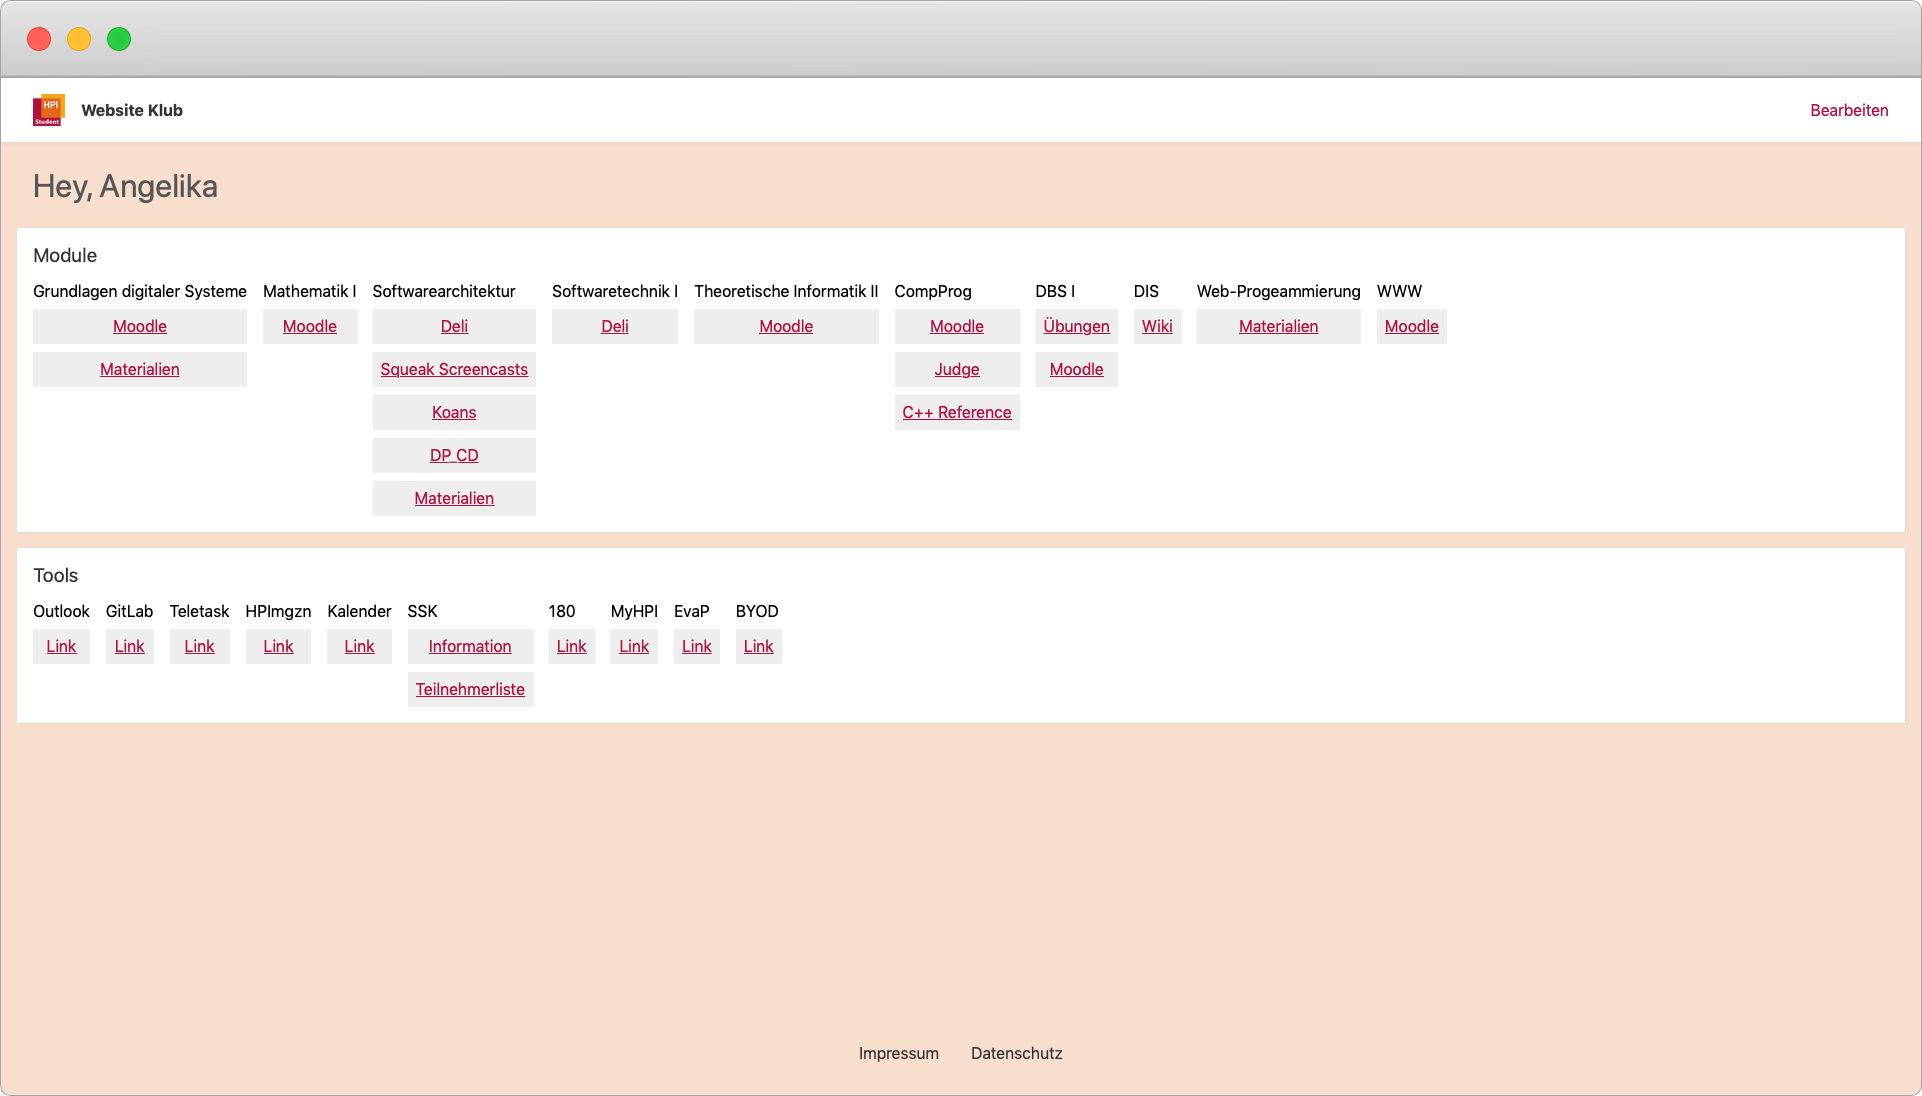 HPI
Student
Website Klub
Bearbeiten
Hey, Angelika
Module
Grundlagen digitaler Systeme
Moodle
Materialien
Mathematik I
Moodle
Softwarearchitektur
Deli
Squeak Screencasts
Koans
DP_CD
Materialien
Softwaretechnik I
Deli
Theoretische Informatik II
Moodle
CompProg
Moodle
Judge
C++ Reference
DBS I
Übungen
Moodle
DIS
Wiki
Web-Progeammierung
Materialien
WWW
Moodle
Tools
Outlook
Link
GitLab
Link
Teletask
Link
HPImgzn
Link
Kalender
Link
SSK
Information
Teilnehmerliste
180
Link
MyHPI
Link
EvaP
Link
BYOD
Link
Impressum
Datenschutz